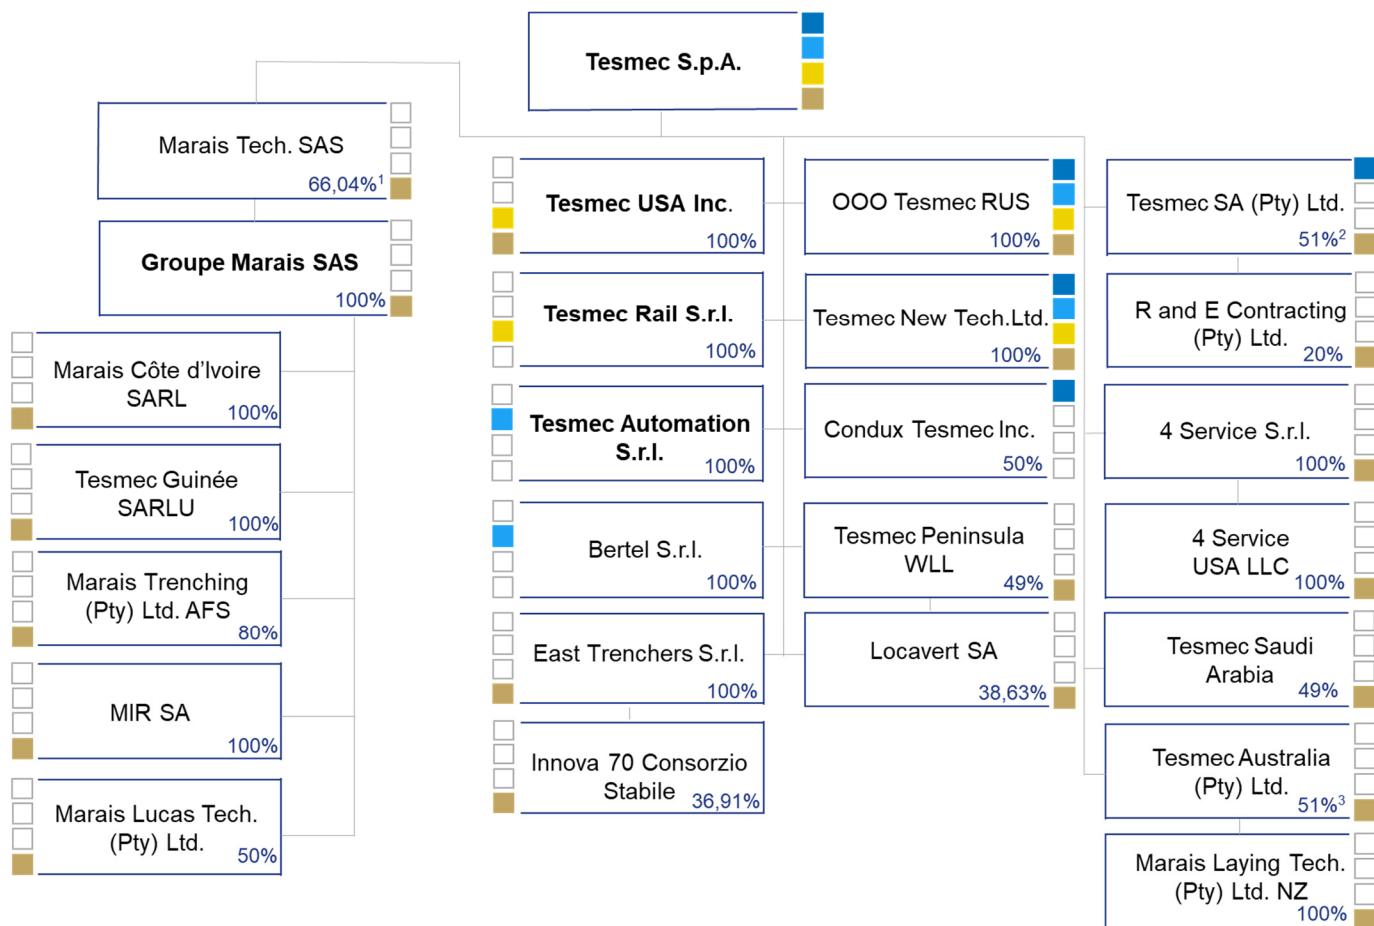 Tesmec S.p.A.
Marais Tech. SAS
66,04%1
Groupe Marais SAS
100%
Marais Côte d'Ivoire
SARL
100%
Tesmec Guinée
SARLU
100%
Marais Trenching
(Pty) Ltd. AFS
80%
MIR SA
100%
Marais Lucas Tech.
(Pty) Ltd.
50%
Tesmec USA Inc.
100%
Tesmec Rail S.r.l.
100%
Tesmec Automation
S.r.l.
100%
Bertel S.r.l.
100%
East Trenchers S.r.l.
100%
Innova 70 Consorzio
Stabile
36,91%
OOO Tesmec RUS
100%
Tesmec New Tech.Ltd.
100%
Condux Tesmec Inc.
50%
Tesmec Peninsula
WLL
49%
Locavert SA
38,63%
Tesmec SA (Pty) Ltd.
51%2
R and E Contracting
(Pty) Ltd.
20%
4 Service S.r.l.
100%
4 Service
USA LLC
100%
Tesmec Saudi
Arabia
49%
Tesmec Australia
(Pty) Ltd.
51%3
Marais Laying Tech.
(Pty) Ltd. NZ
100%